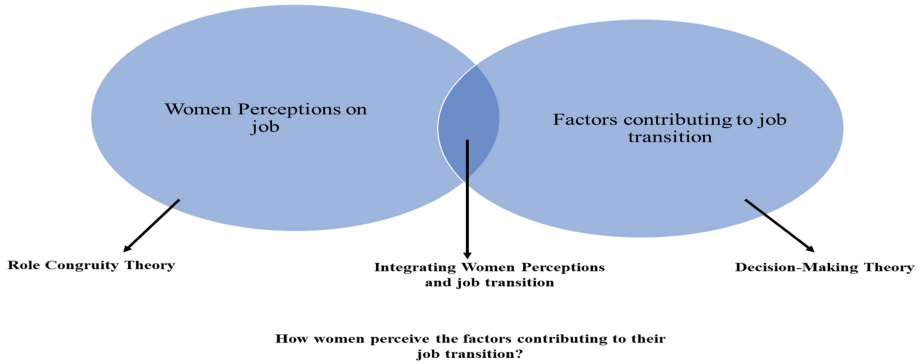 Women Perceptions on
job
Factors contributing to job
transition
Role Congruity Theory
Integrating Women Perceptions
and job transition
Decision-Making Theory
How women perceive the factors contributing to their
job transition?